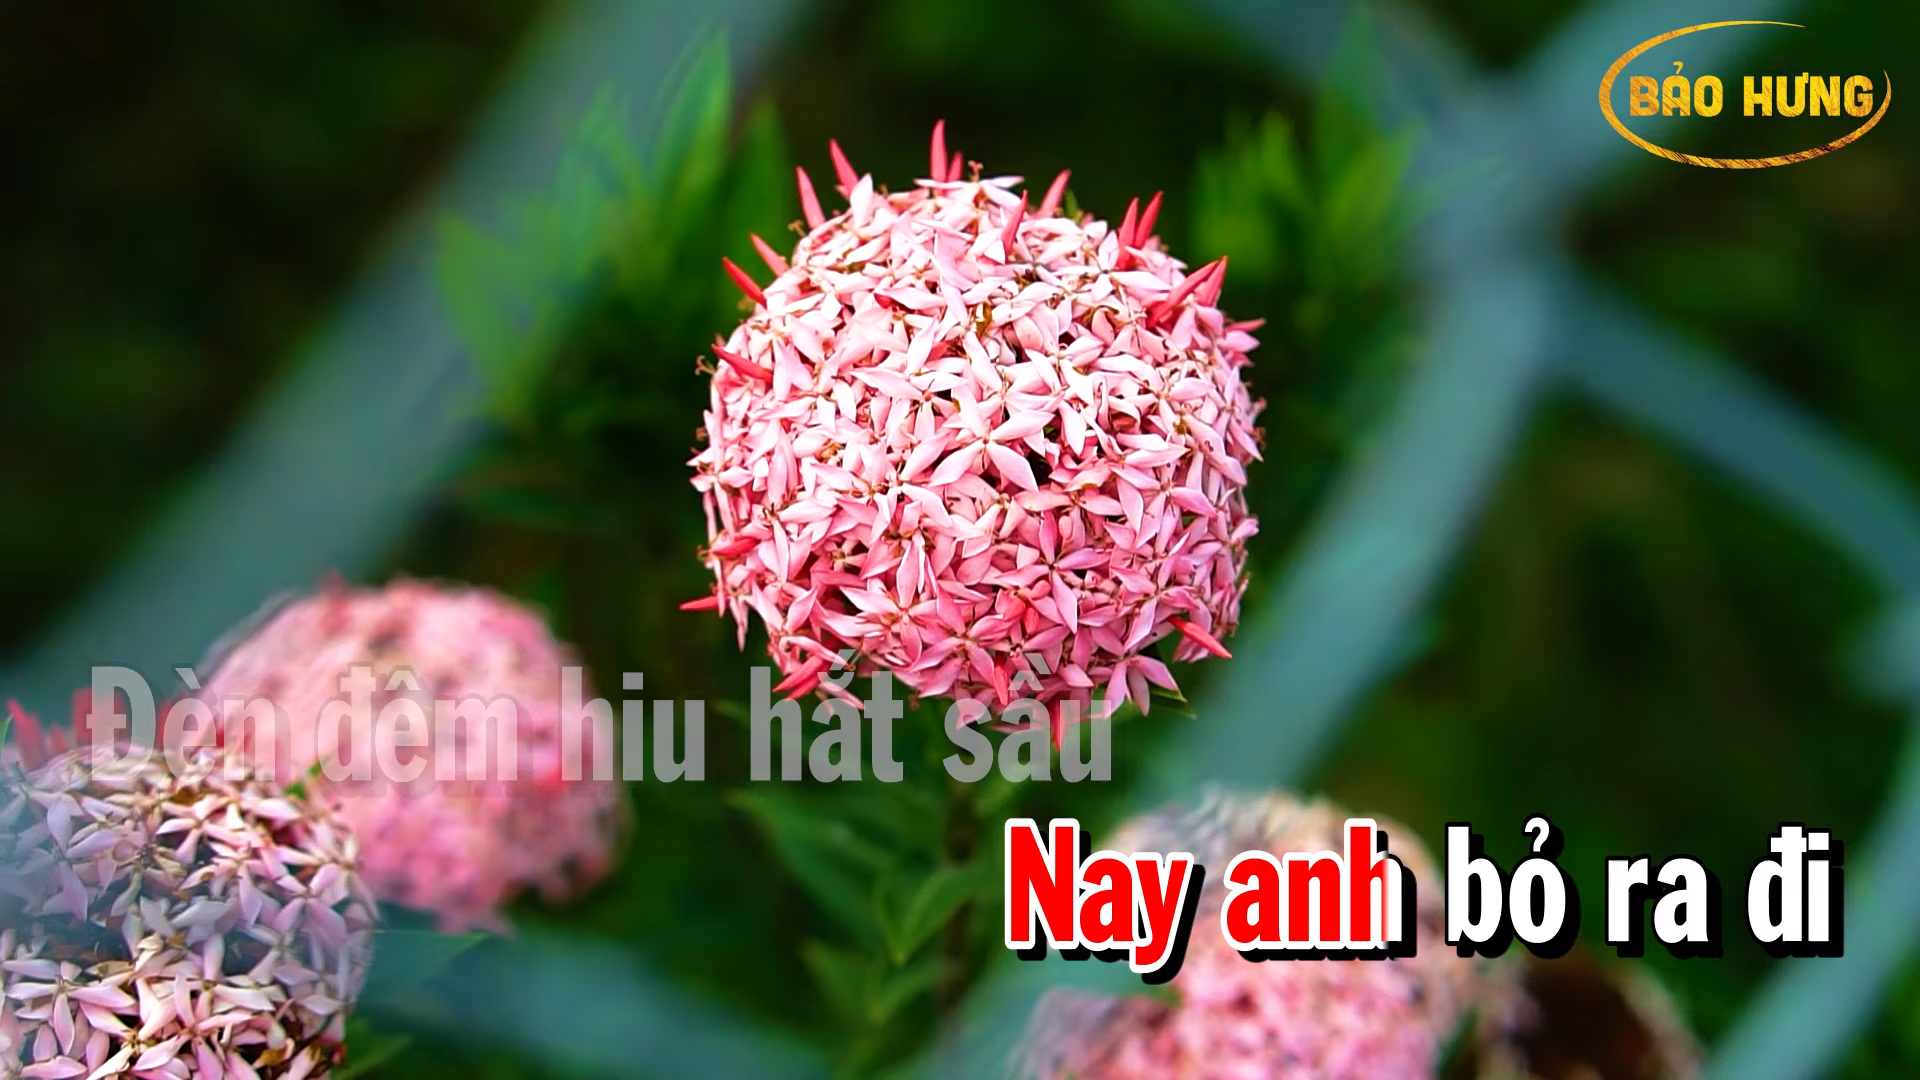 BẢO HƯNG
Đèn đêm hiu hắt sầu
Nay anh bỏ ra đi